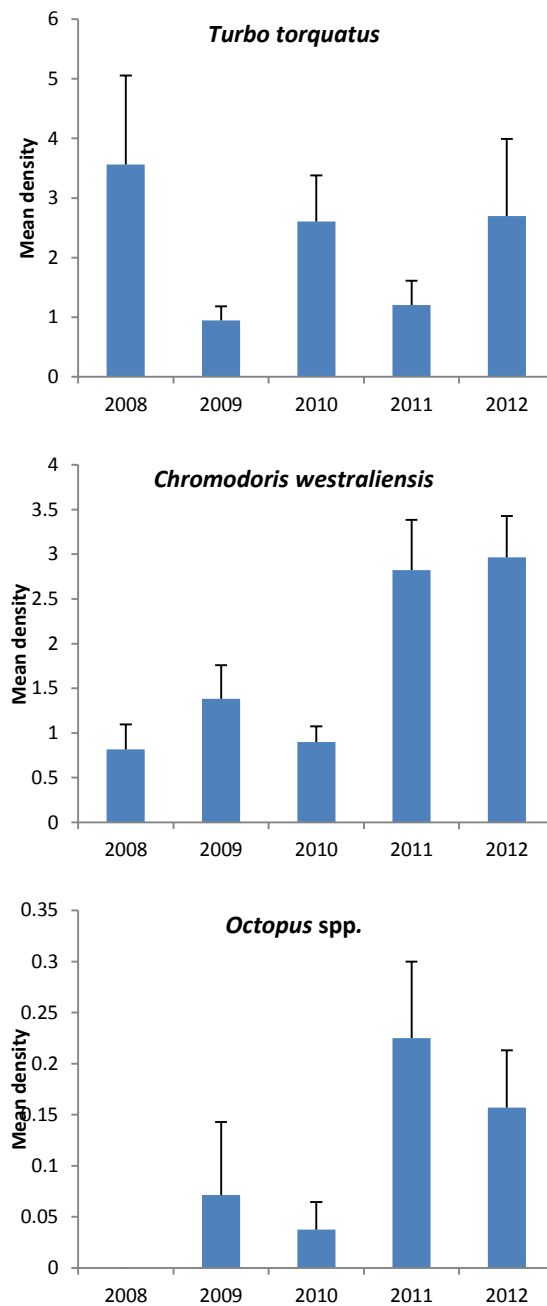 Turbo torquatus
Mean density
6
5
4
3
2
1
0
2008 2009 2010 2011 2012
Chromodoris westraliensis
Mean density
4
3.5
3
2.5
2
1.5
1
0.5
0
2008 2009 2010 2011 2012
Octopus spp.
Mean density
0.35
0.3
0.25
0.2
0.15
0.1
0.05
0
2008 2009 2010 2011 2012